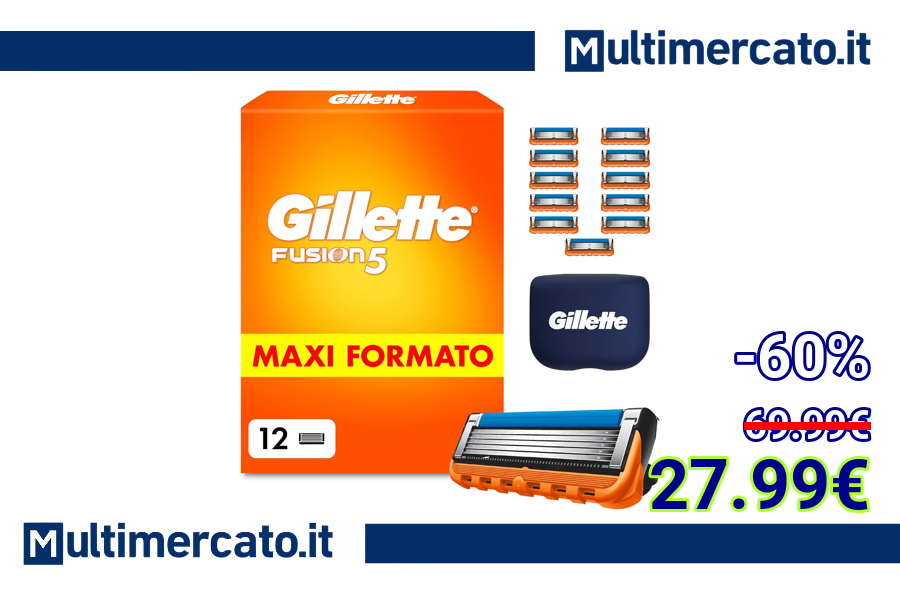 Multimercato.it
Gillette
Gillette®
FUSION5
MAXI FORMATO
12
Gillette
-60%
69.99€
27.99€
Multimercato.it